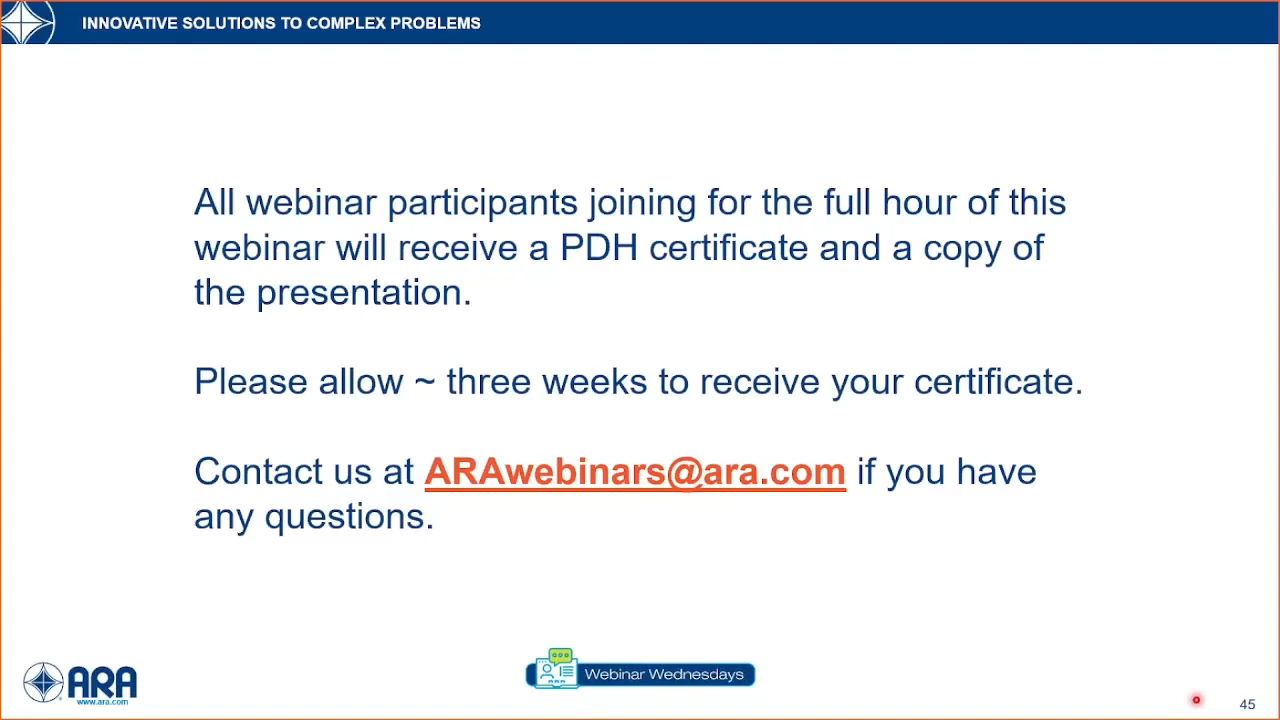 INNOVATIVE SOLUTIONS TO COMPLEX PROBLEMS
All webinar participants joining for the full hour of this
webinar will receive a PDH certificate and a copy of
the presentation.
Please allow ~ three weeks to receive your certificate.
Contact us at ARAwebinars@ara.com if you have
any questions.
ARA
www.ara.com
ARA
Webinar Wednesdays
45